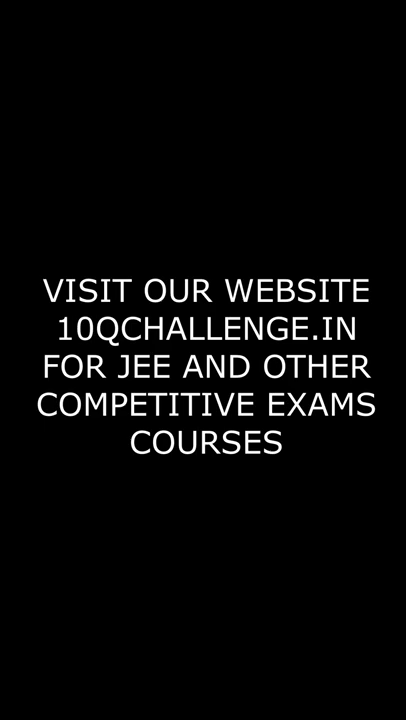 VISIT OUR WEBSITE
10QCHALLENGE.IN
FOR JEE AND OTHER
COMPETITIVE EXAMS
COURSES